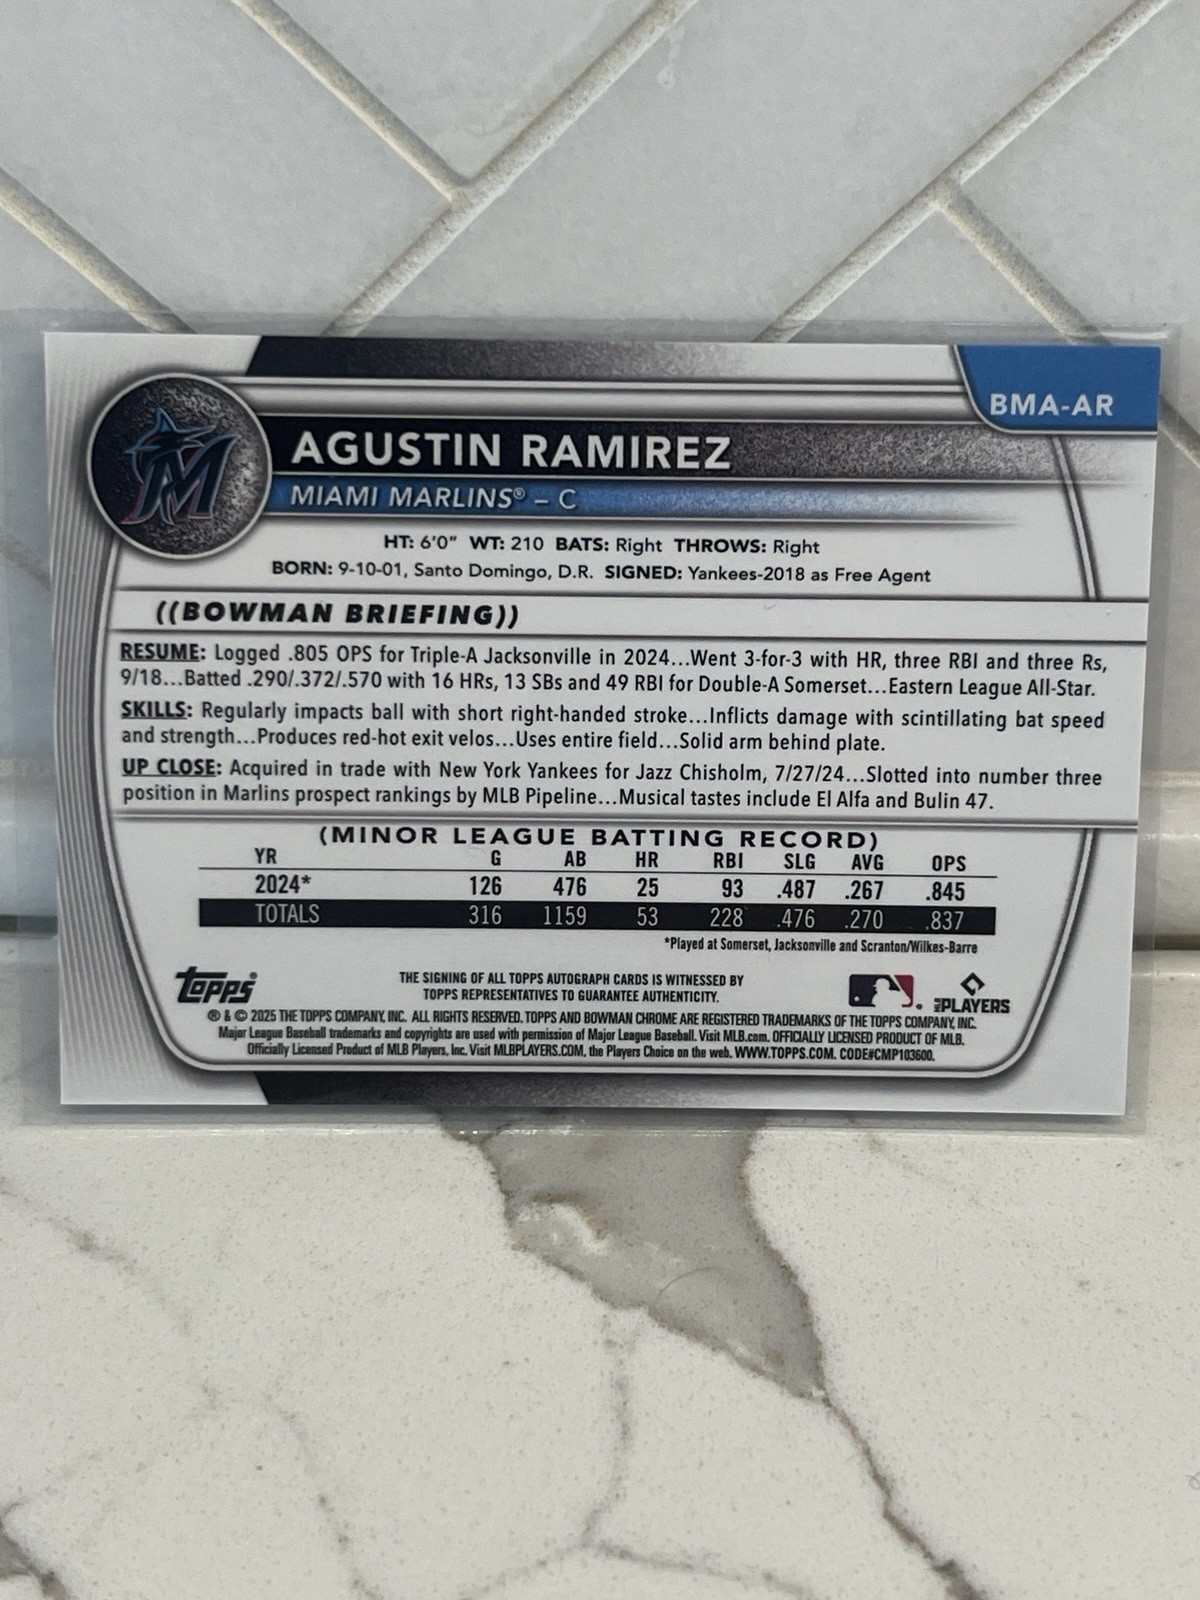 BMA-AR
AGUSTIN RAMIREZ
MIAMI MARLINS® – C
HT: 6'0" WT: 210 BATS: Right THROWS: Right
BORN: 9-10-01, Santo Domingo, D.R. SIGNED: Yankees-2018 as Free Agent
((BOWMAN BRIEFING))
RESUME: Logged .805 OPS for Triple-A Jacksonville in 2024...Went 3-for-3 with HR, three RBI and three Rs,
9/18...Batted .290/.372/.570 with 16 HRs, 13 SBs and 49 RBI for Double-A Somerset...Eastern League All-Star.
SKILLS: Regularly impacts ball with short right-handed stroke...Inflicts damage with scintillating bat speed
and strength...Produces red-hot exit velos...Uses entire field...Solid arm behind plate.
UP CLOSE: Acquired in trade with New York Yankees for Jazz Chisholm, 7/27/24...Slotted into number three
position in Marlins prospect rankings by MLB Pipeline...Musical tastes include El Alfa and Bulin 47.
(MINOR LEAGUE BATTING RECORD)
YR G AB HR RBI SLG AVG OPS
2024* 126 476 25 93 .487 .267 .845
TOTALS 316 1159 53 228 .476 .270 .837
*Played at Somerset, Jacksonville and Scranton/Wilkes-Barre
Topps
THE SIGNING OF ALL TOPPS AUTOGRAPH CARDS IS WITNESSED BY
TOPPS REPRESENTATIVES TO GUARANTEE AUTHENTICITY.
MLB PLAYERS
® & © 2025 THE TOPPS COMPANY, INC. ALL RIGHTS RESERVED. TOPPS AND BOWMAN CHROME ARE REGISTERED TRADEMARKS OF THE TOPPS COMPANY, INC.
Major League Baseball trademarks and copyrights are used with permission of Major League Baseball. Visit MLB.com. OFFICIALLY LICENSED PRODUCT OF MLB.
Officially Licensed Product of MLB Players, Inc. Visit MLBPLAYERS.COM, the Players Choice on the web. WWW.TOPPS.COM. CODE#CMP103600.